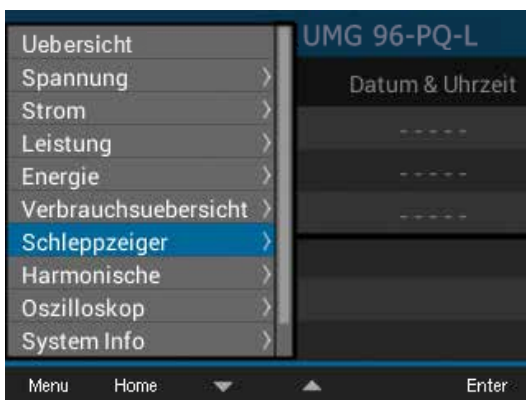 UMG 96-PQ-L
Uebersicht
Spannung
Datum & Uhrzeit
Strom
- - - - -
Leistung
Energie
- - - - -
Verbrauchsuebersicht
- - - - -
Schleppzeiger
Harmonische
Oszilloskop
System Info
Menu Home Enter